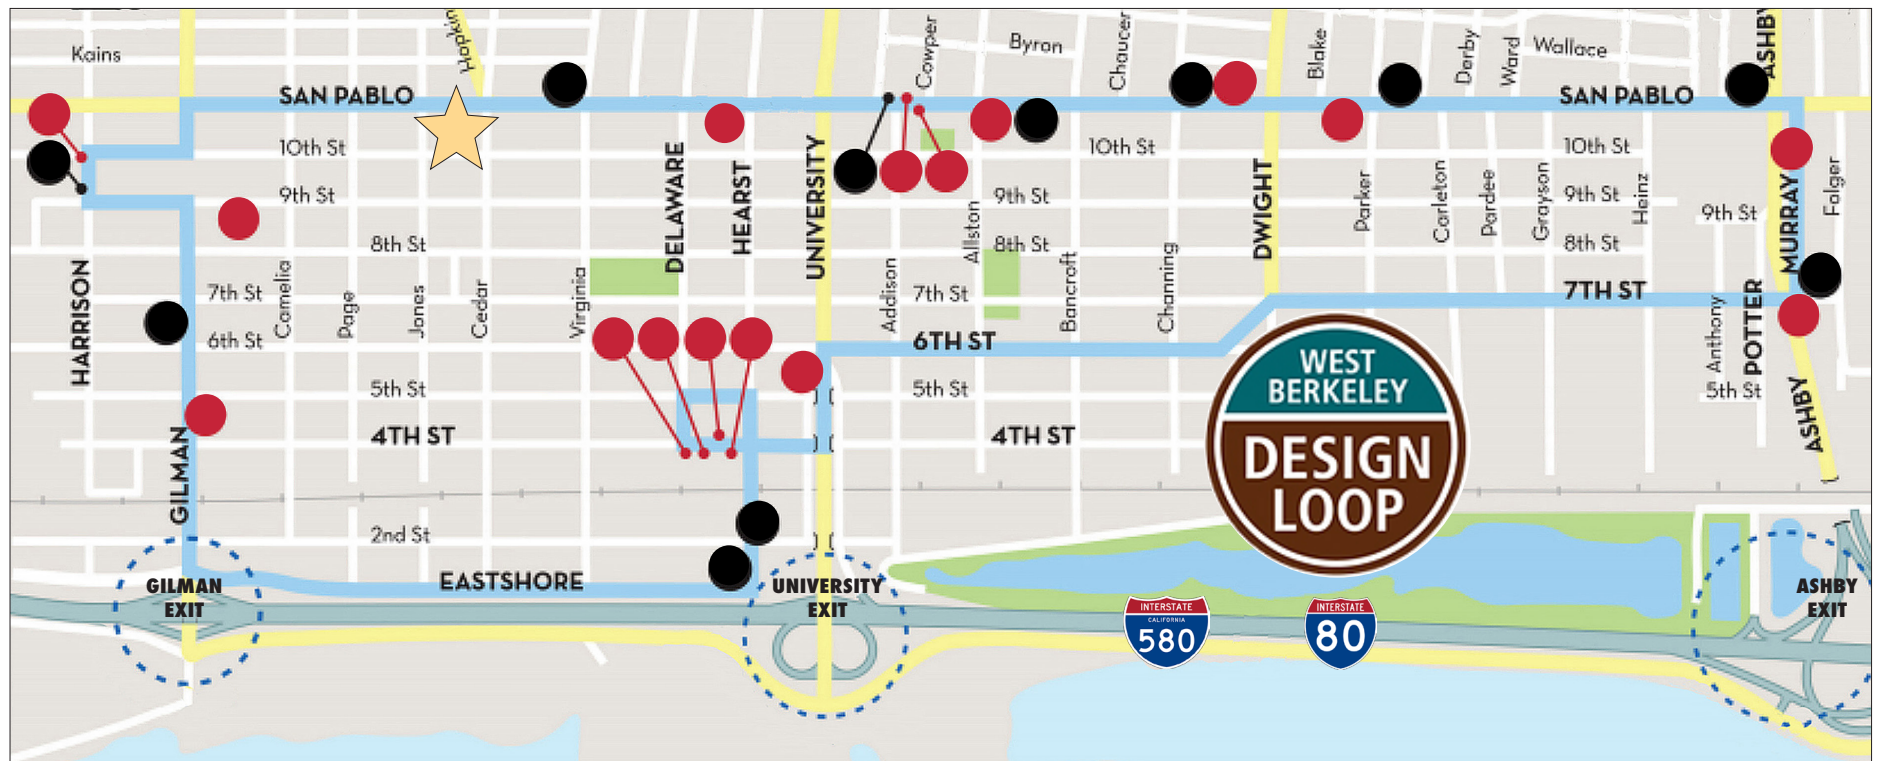 Kains
Hopkin
Cowper
Byron
Chaucer
Blake
Derby
Ward
Wallace
ASHBY
SAN PABLO
SAN PABLO
10th St
10th St
10th St
9th St
9th St
9th St
9th St
8th St
8th St
8th St
7th St
7th St
7TH ST
6th St
6TH ST
5th St
5th St
5th St
4TH ST
4TH ST
2nd St
EASTSHORE
HARRISON
GILMAN
Camelia
Page
Jones
Cedar
Virginia
DELAWARE
HEARST
UNIVERSITY
Addison
Allston
Bancroft
Channing
DWIGHT
Parker
Carleton
Pardee
Grayson
Heinz
Anthony
POTTER
MURRAY
Folger
ASHBY
WEST
BERKELEY
DESIGN
LOOP
GILMAN
EXIT
UNIVERSITY
EXIT
ASHBY
EXIT
INTERSTATE
CALIFORNIA
580
INTERSTATE
80